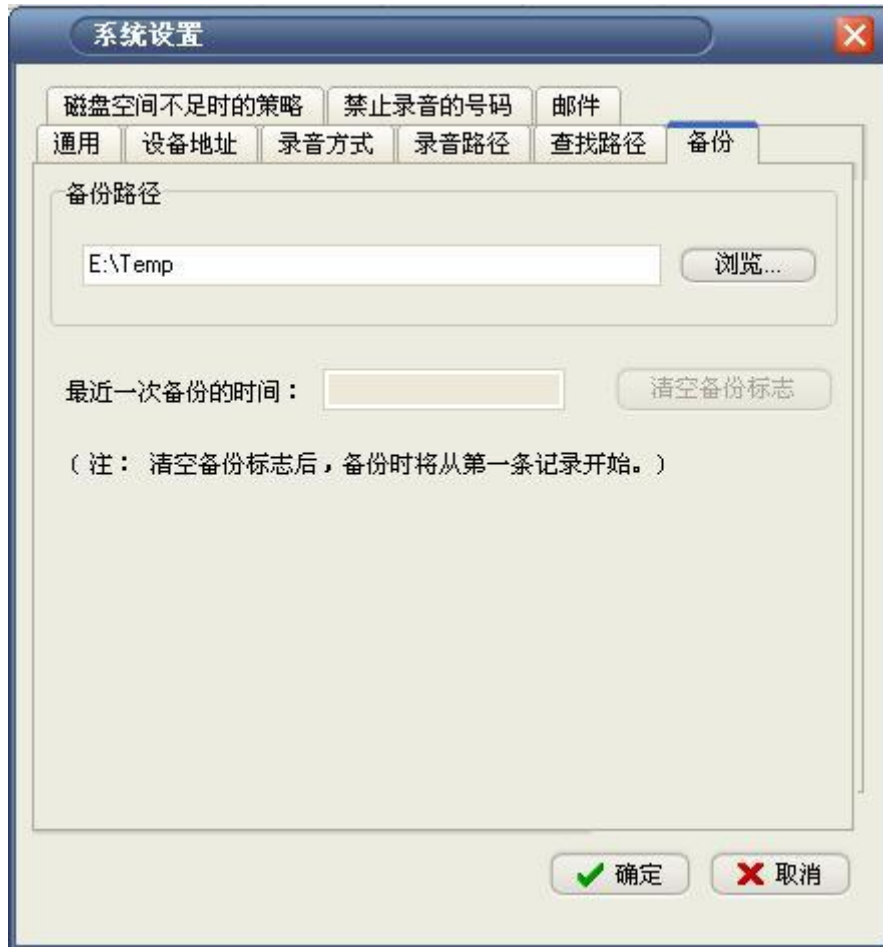 系统设置
磁盘空间不足时的策略 禁止录音的号码 邮件
通用 设备地址 录音方式 录音路径 查找路径 备份
备份路径
E:\Temp 浏览...
最近一次备份的时间： 清空备份标志
（注： 清空备份标志后，备份时将从第一条记录开始。）
确定 取消